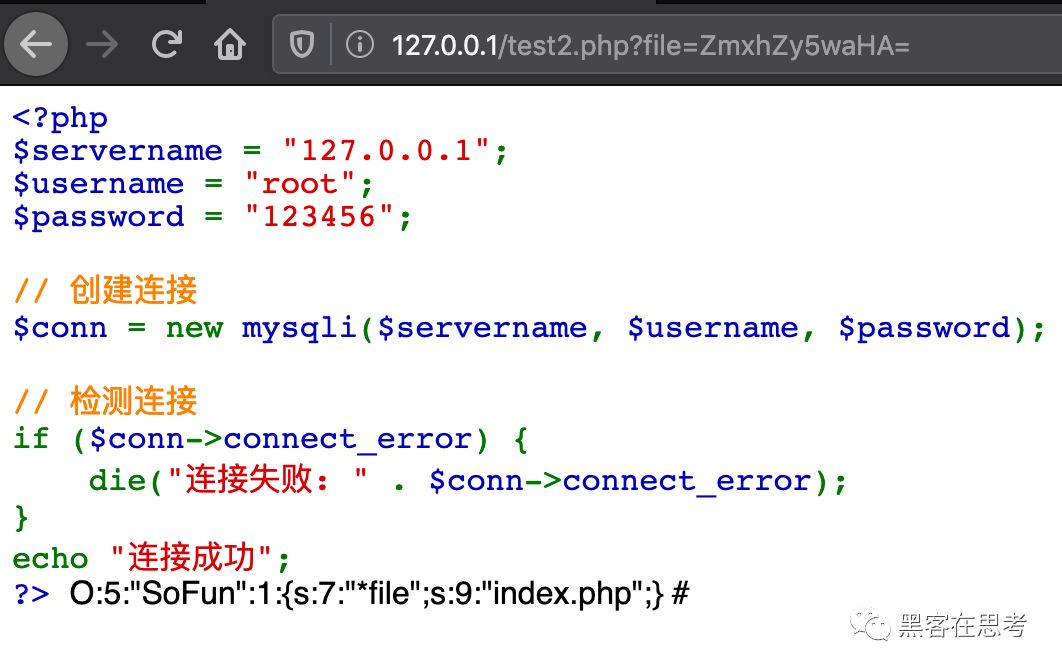 127.0.0.1/test2.php?file=ZmxhZy5waHA=
<?php
$servername = "127.0.0.1";
$username = "root";
$password = "123456";
// 创建连接
$conn = new mysqli($servername, $username, $password);
// 检测连接
if ($conn->connect_error) {
    die("连接失败: " . $conn->connect_error);
}
echo "连接成功";
?> O:5:"SoFun":1:{s:7:"*file";s:9:"index.php";} #
黑客在思考